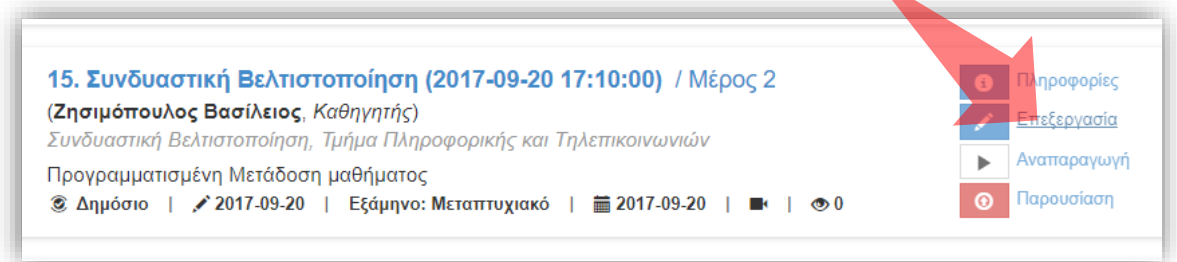 15. Συνδυαστική Βελτιστοποίηση (2017-09-20 17:10:00) / Μέρος 2
(Ζησιμόπουλος Βασίλειος, Καθηγητής)
Συνδυαστική Βελτιστοποίηση, Τμήμα Πληροφορικής και Τηλεπικοινωνιών
Προγραμματισμένη Μετάδοση μαθήματος
Δημόσιο | 2017-09-20 | Εξάμηνο: Μεταπτυχιακό | 2017-09-20 | | 0
Πληροφορίες
Επεξεργασία
Αναπαραγωγή
Παρουσίαση